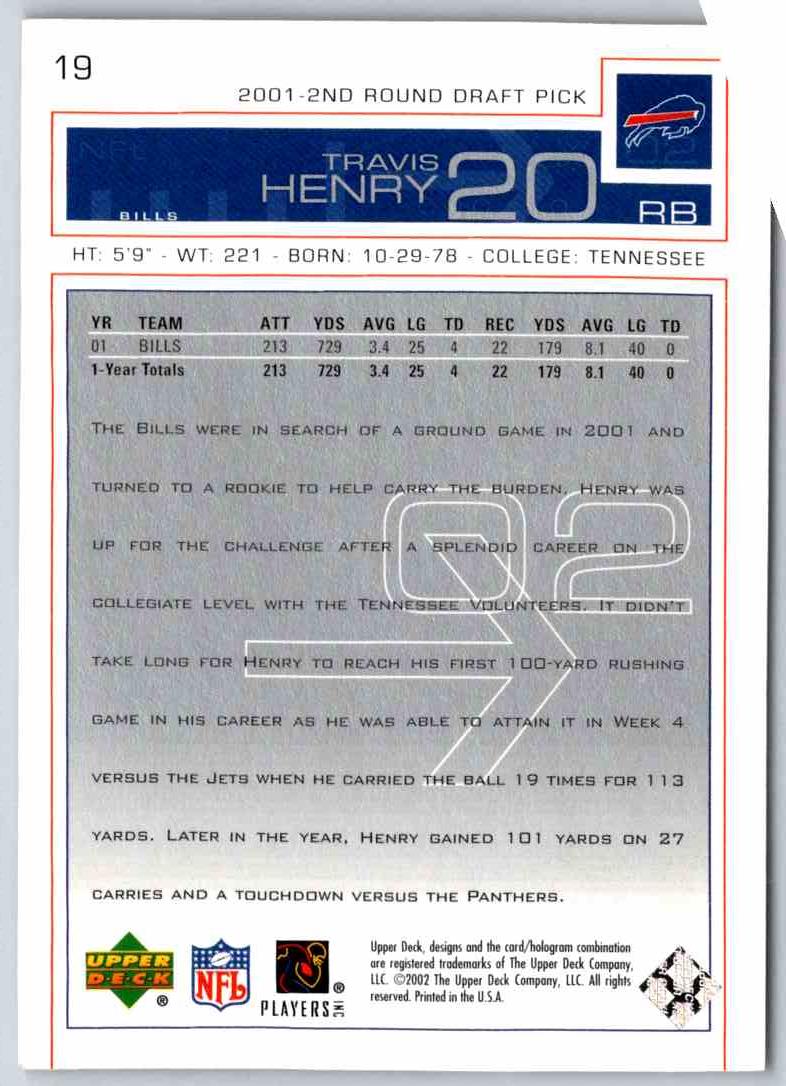 19
2001-2ND ROUND DRAFT PICK
TRAVIS
HENRY 20
BILLS
RB
HT: 5'9" - WT: 221 - BORN: 10-29-78 - COLLEGE: TENNESSEE
YR TEAM ATT YDS AVG LG TD REC YDS AVG LG TD
01 BILLS 213 729 3.4 25 4 22 179 8.1 40 0
1-Year Totals 213 729 3.4 25 4 22 179 8.1 40 0
THE BILLS WERE IN SEARCH OF A GROUND GAME IN 2001 AND
TURNED TO A ROOKIE TO HELP CARRY THE BURDEN. HENRY WAS
UP FOR THE CHALLENGE AFTER A SPLENDID CAREER ON THE
COLLEGIATE LEVEL WITH THE TENNESSEE VOLUNTEERS. IT DIDN'T
TAKE LONG FOR HENRY TO REACH HIS FIRST 100-YARD RUSHING
GAME IN HIS CAREER AS HE WAS ABLE TO ATTAIN IT IN WEEK 4
VERSUS THE JETS WHEN HE CARRIED THE BALL 19 TIMES FOR 113
YARDS. LATER IN THE YEAR, HENRY GAINED 101 YARDS ON 27
CARRIES AND A TOUCHDOWN VERSUS THE PANTHERS.
02
UPPER
D·E·C·K
®
NFL
PLAYERS INC
®
Upper Deck, designs and the card/hologram combination
are registered trademarks of The Upper Deck Company,
LLC. ©2002 The Upper Deck Company, LLC. All rights
reserved. Printed in the U.S.A.